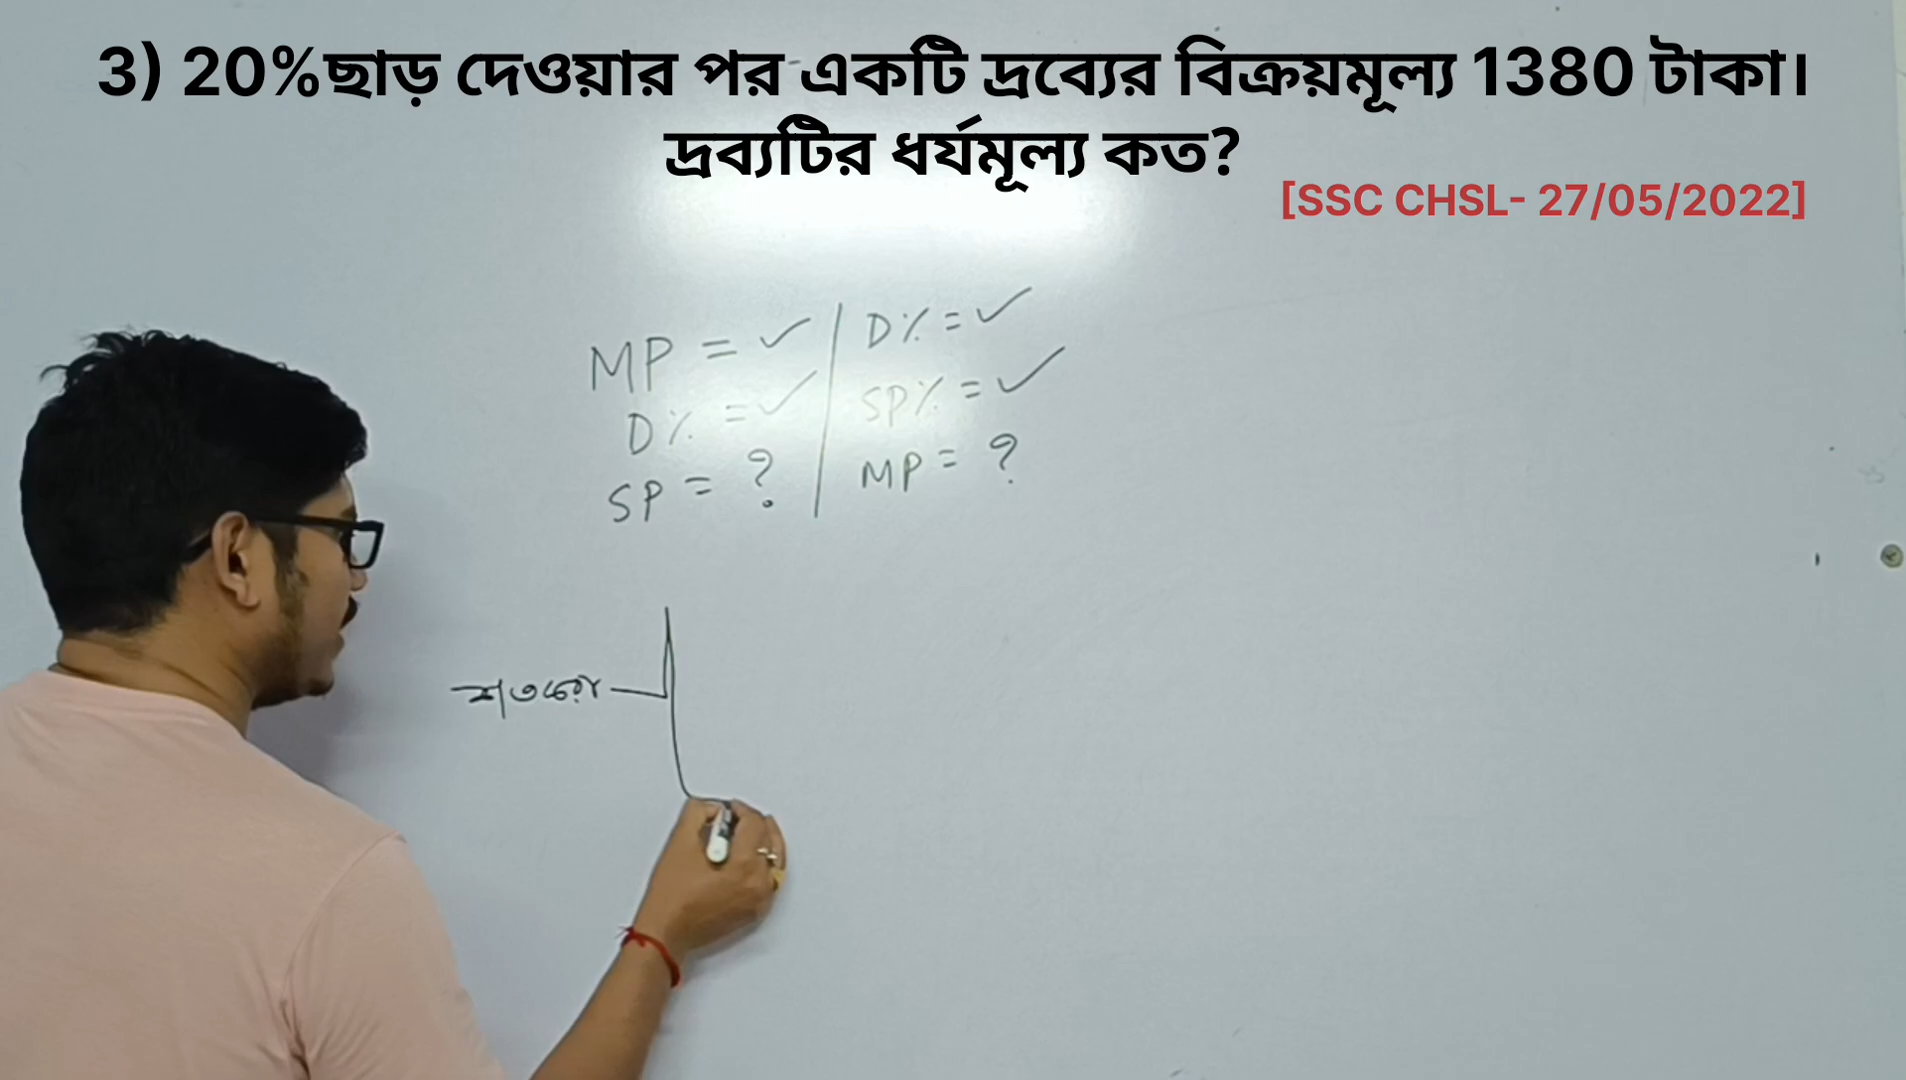 3) 20%ছাড় দেওয়ার পর একটি দ্রব্যের বিক্রয়মূল্য 1380 টাকা।
দ্রব্যটির ধর্যমূল্য কত?
[SSC CHSL- 27/05/2022]
MP = ✓ D% = ✓
D% = ✓ SP% = ✓
SP = ? MP = ?